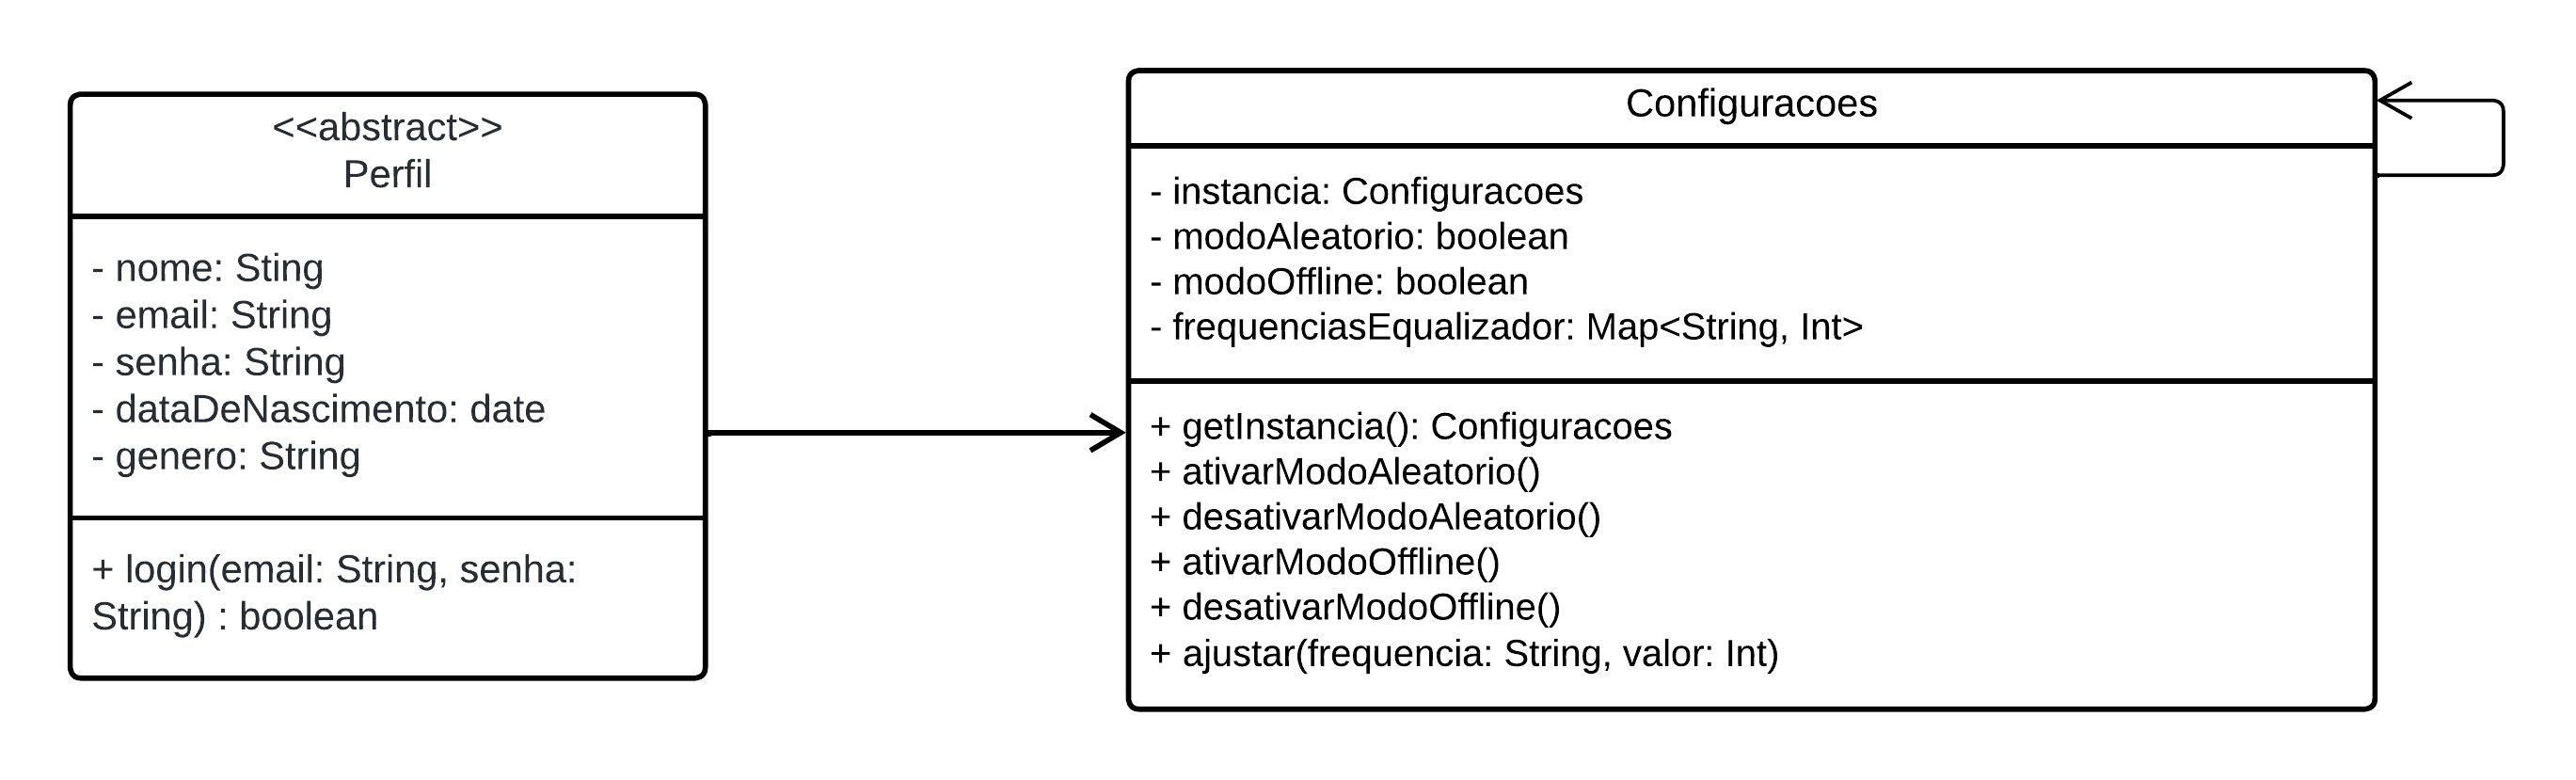 <<abstract>>
Perfil
- nome: Sting
- email: String
- senha: String
- dataDeNascimento: date
- genero: String
+ login(email: String, senha:
String) : boolean
Configuracoes
- instancia: Configuracoes
- modoAleatorio: boolean
- modoOffline: boolean
- frequenciasEqualizador: Map<String, Int>
+ getInstancia(): Configuracoes
+ ativarModoAleatorio()
+ desativarModoAleatorio()
+ ativarModoOffline()
+ desativarModoOffline()
+ ajustar(frequencia: String, valor: Int)